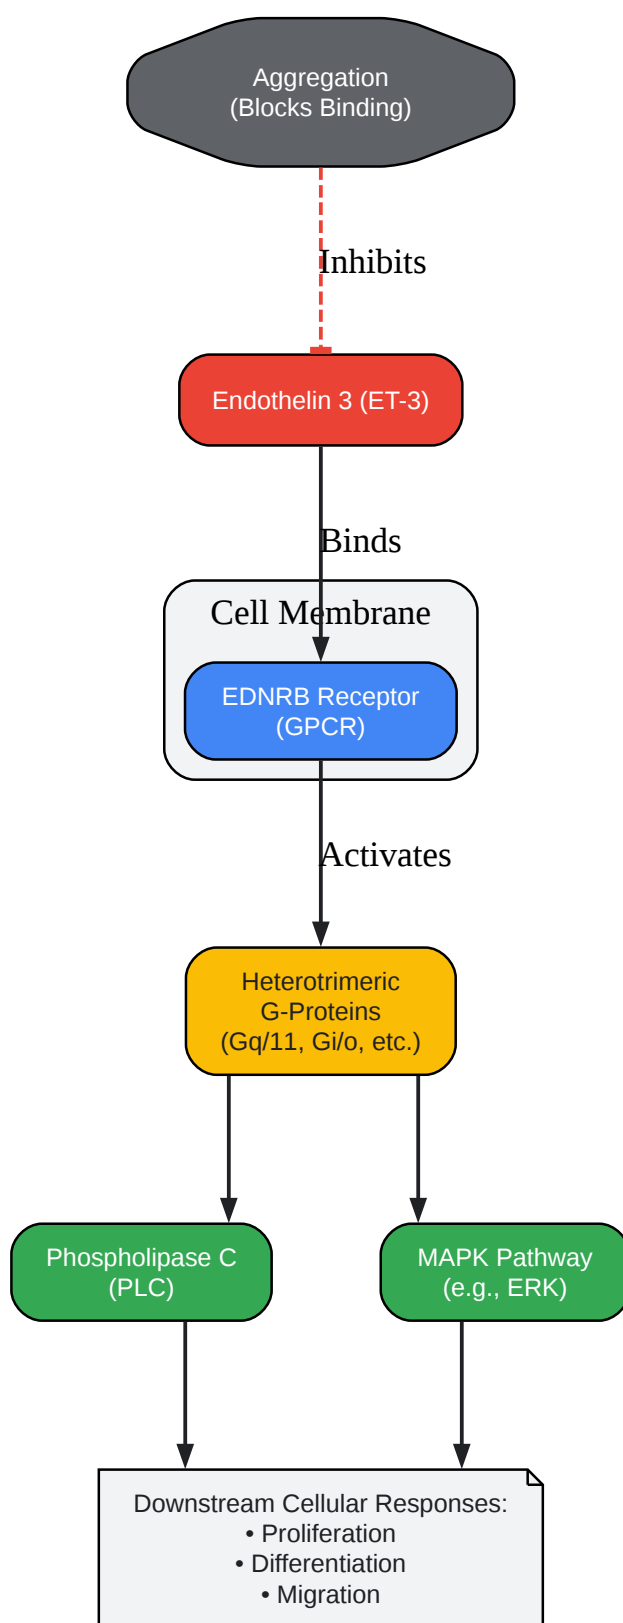 Aggregation
(Blocks Binding)
Inhibits
Endothelin 3 (ET-3)
Binds
Cell Membrane
EDNRB Receptor
(GPCR)
Activates
Heterotrimeric
G-Proteins
(Gq/11, Gi/o, etc.)
Phospholipase C
(PLC)
MAPK Pathway
(e.g., ERK)
Downstream Cellular Responses:
• Proliferation
• Differentiation
• Migration